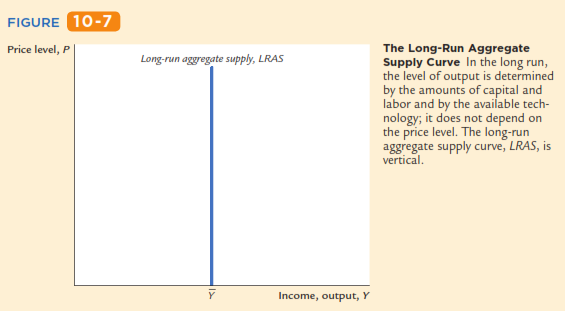 FIGURE 10-7
Price level, P
Long-run aggregate supply, LRAS
Ȳ
Income, output, Y
The Long-Run Aggregate
Supply Curve In the long run,
the level of output is determined
by the amounts of capital and
labor and by the available tech-
nology; it does not depend on
the price level. The long-run
aggregate supply curve, LRAS, is
vertical.